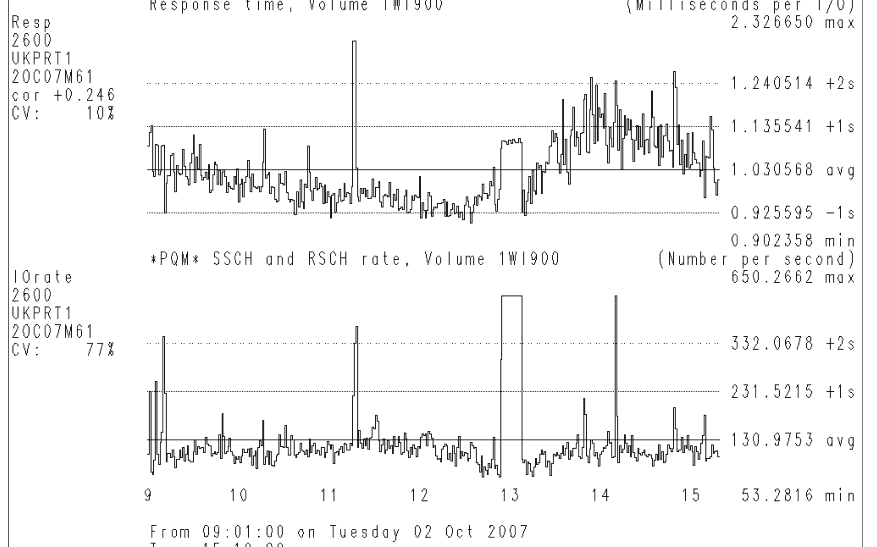 Response time, Volume 1WI900 (Milliseconds per I/O)
Resp 2.326650 max
2600
UKPRT1
20C07M61 1.240514 +2s
cor +0.246
CV: 10% 1.135541 +1s
1.030568 avg
0.925595 -1s
0.902358 min
*PQM* SSCH and RSCH rate, Volume 1WI900 (Number per second)
IOrate 650.2662 max
2600
UKPRT1
20C07M61 332.0678 +2s
CV: 77%
231.5215 +1s
130.9753 avg
9 10 11 12 13 14 15 53.2816 min
From 09:01:00 on Tuesday 02 Oct 2007